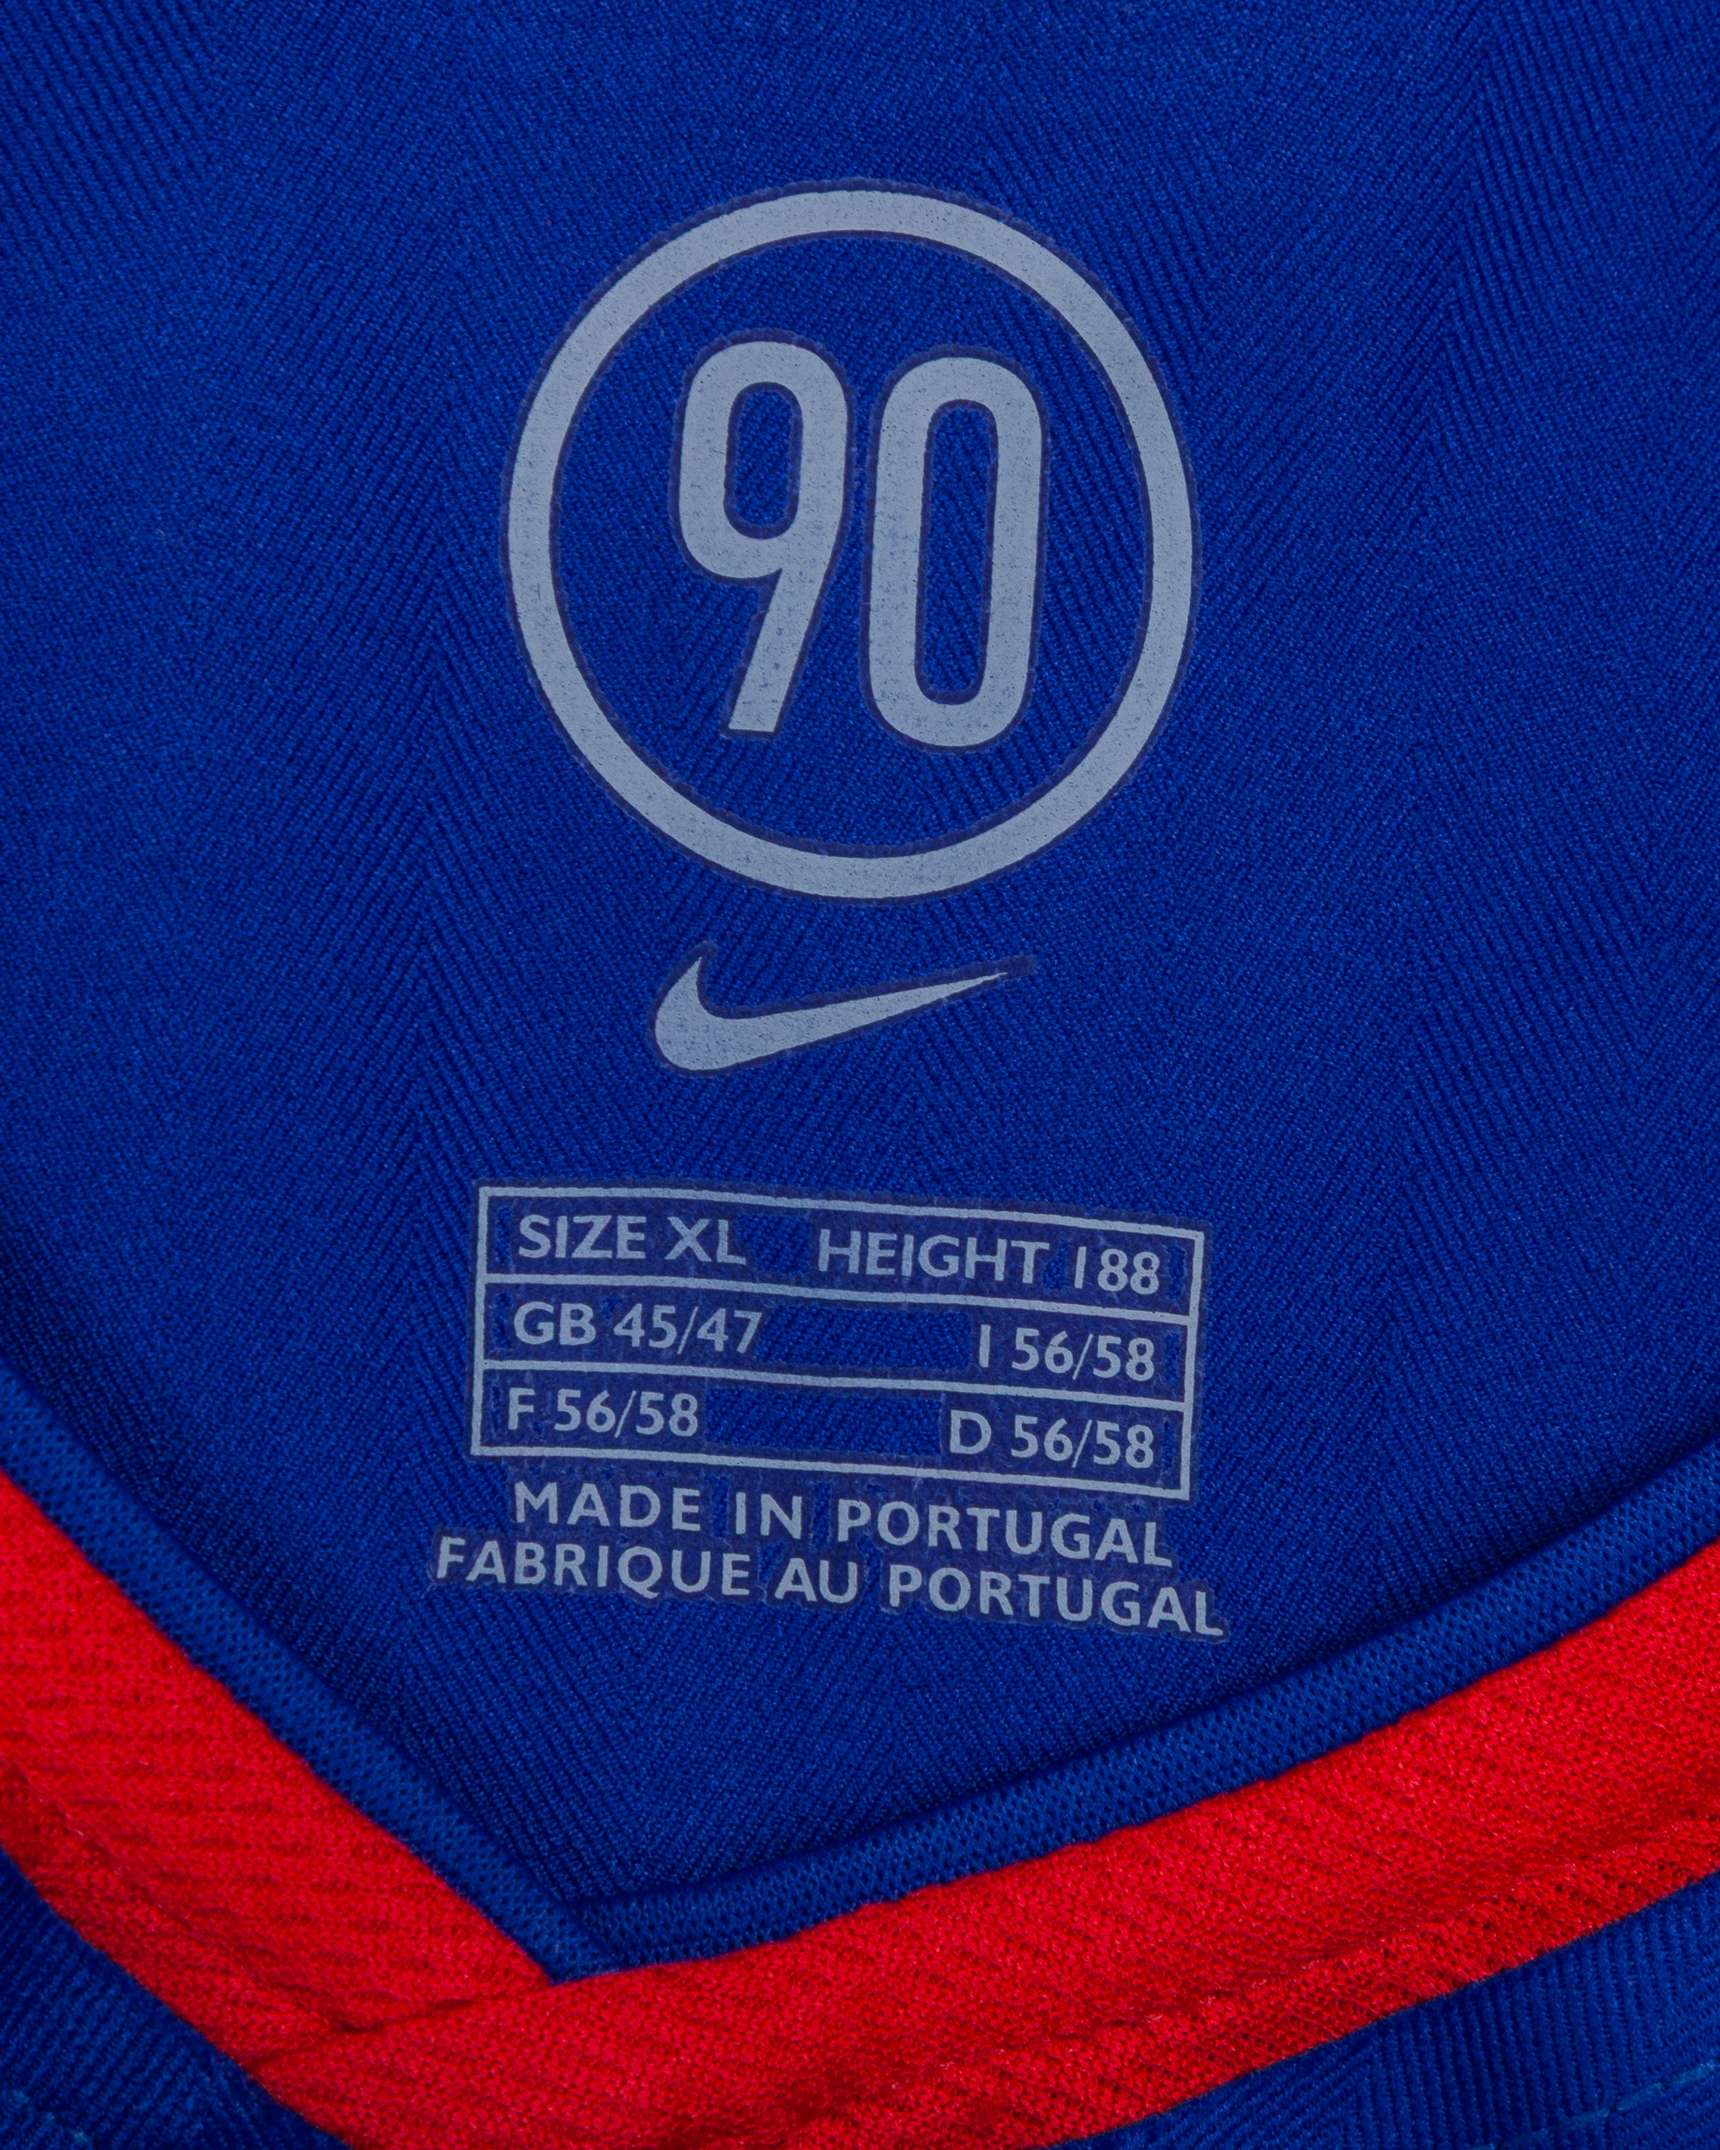 90
SIZE XL HEIGHT 188
GB 45/47 I 56/58
F 56/58 D 56/58
MADE IN PORTUGAL
FABRIQUE AU PORTUGAL